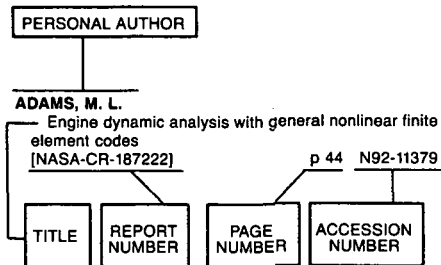 PERSONAL AUTHOR
ADAMS, M. L.
Engine dynamic analysis with general nonlinear finite
element codes
[NASA-CR-187222] p 44 N92-11379
TITLE REPORT NUMBER PAGE NUMBER ACCESSION NUMBER